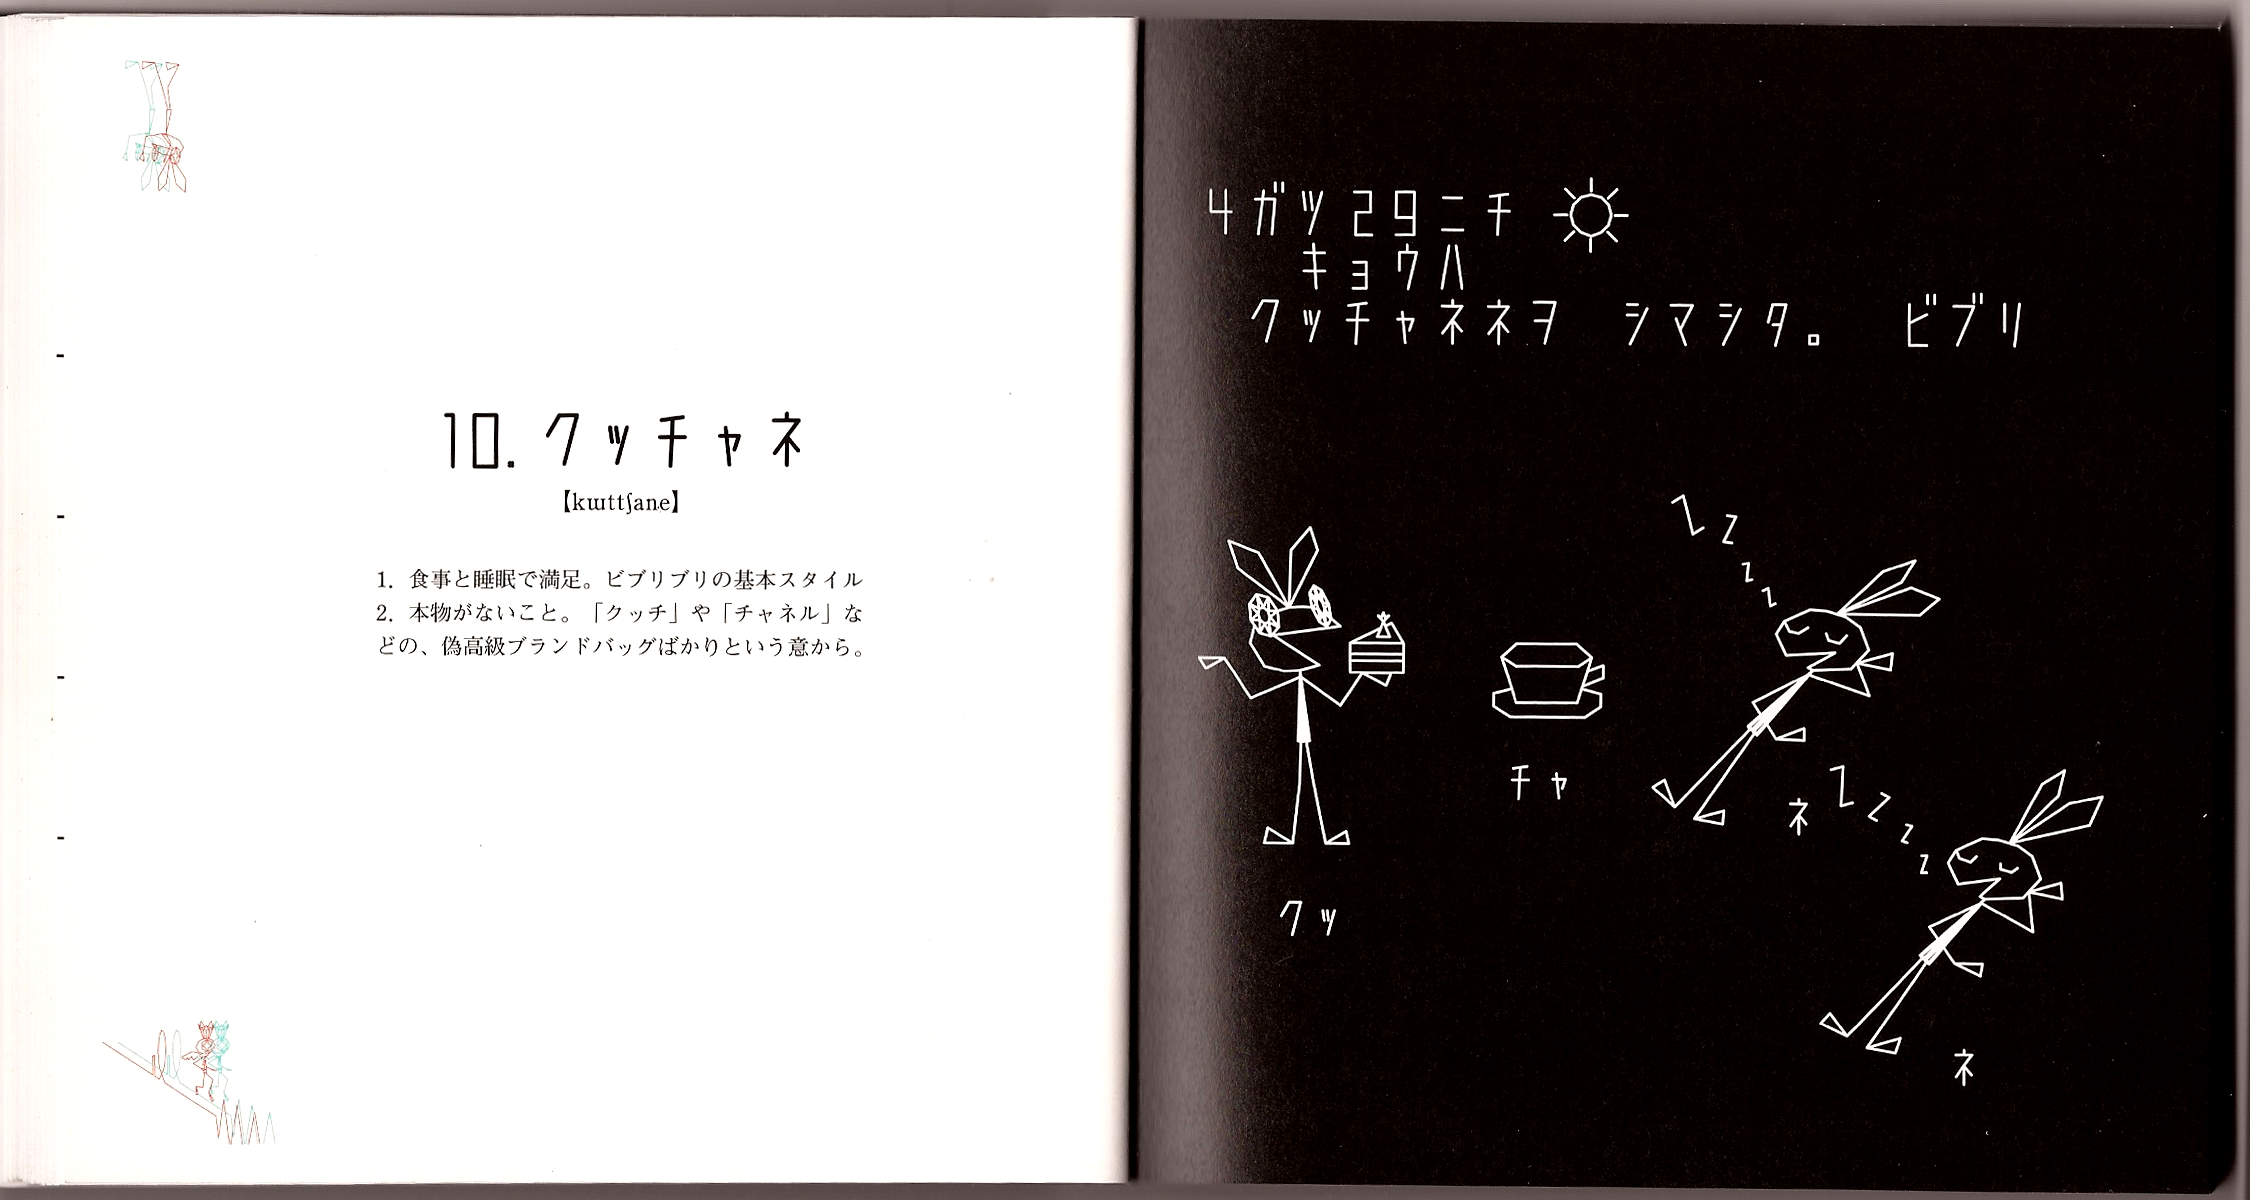 10. クッチャネ
【kɯttʃane】
1. 食事と睡眠で満足。ビブリブリの基本スタイル
2. 本物がないこと。「クッチ」や「チャネル」な
どの、偽高級ブランドバッグばかりという意から。
4ガツ29ニチ
キョウハ
クッチャネネヲ シマシタ。 ビブリ
クッ
チャ
ネ
ネ
zzzz
zzzz